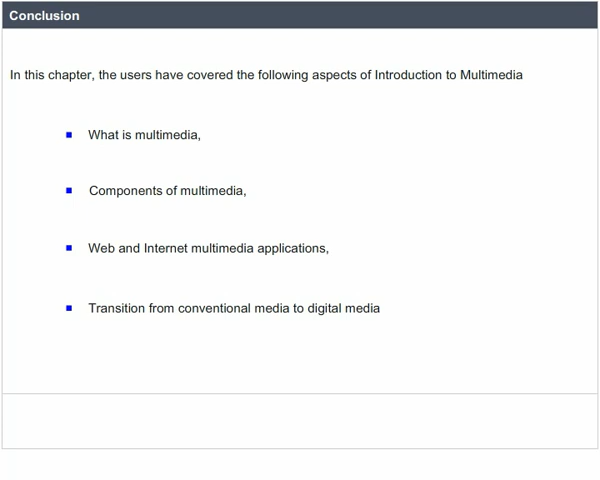 Conclusion
In this chapter, the users have covered the following aspects of Introduction to Multimedia
What is multimedia,
Components of multimedia,
Web and Internet multimedia applications,
Transition from conventional media to digital media